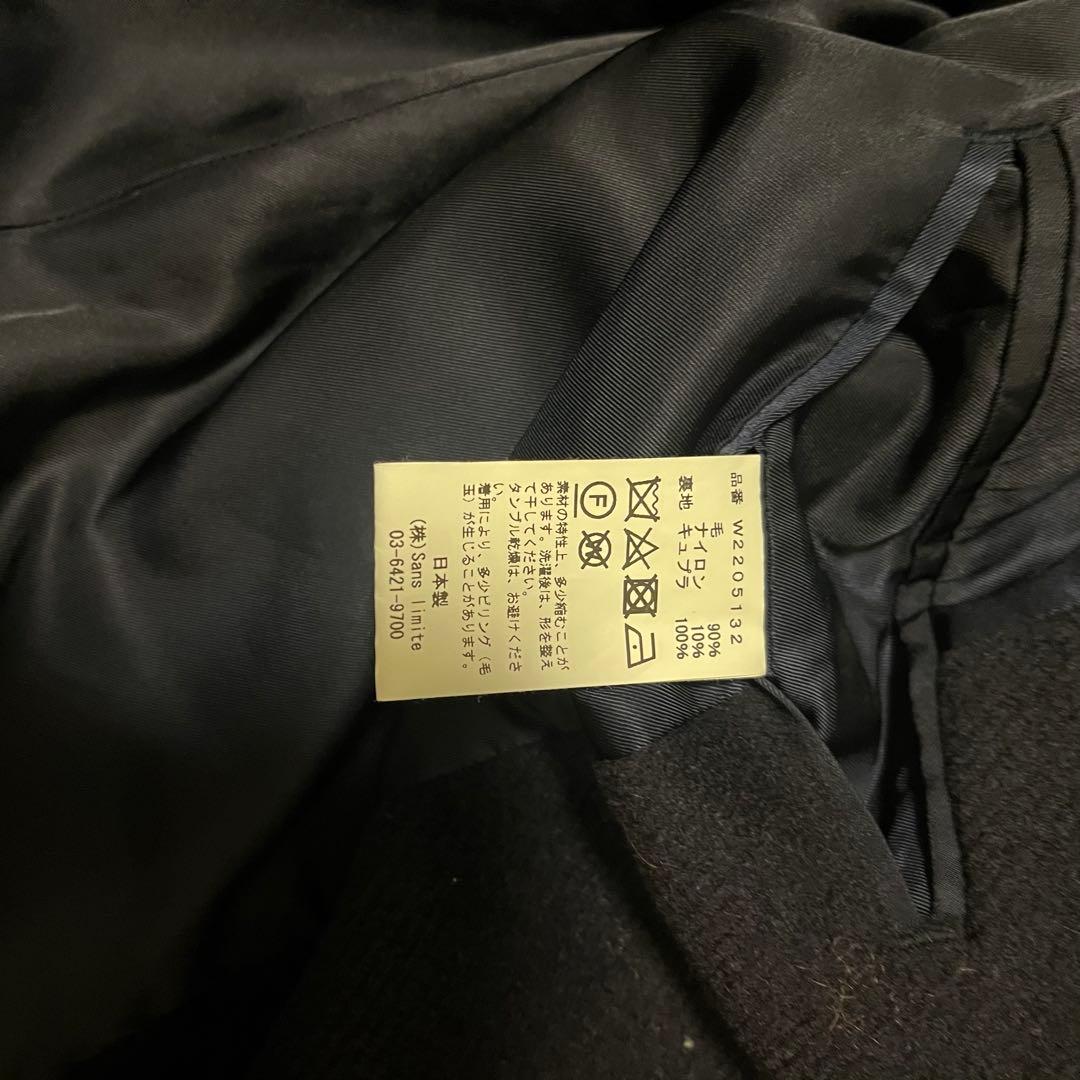 品番 W2205132
毛 90%
ナイロン 10%
裏地 キュプラ 100%
F
W
素材の特性上、多少縮むことが
あります。洗濯後は、形を整え
て干してください。
タンブル乾燥は、お避けくださ
い。
着用により、多少ピリング（毛
玉）が生じることがあります。
日本製
(株)Sans limite
03-6421-9700